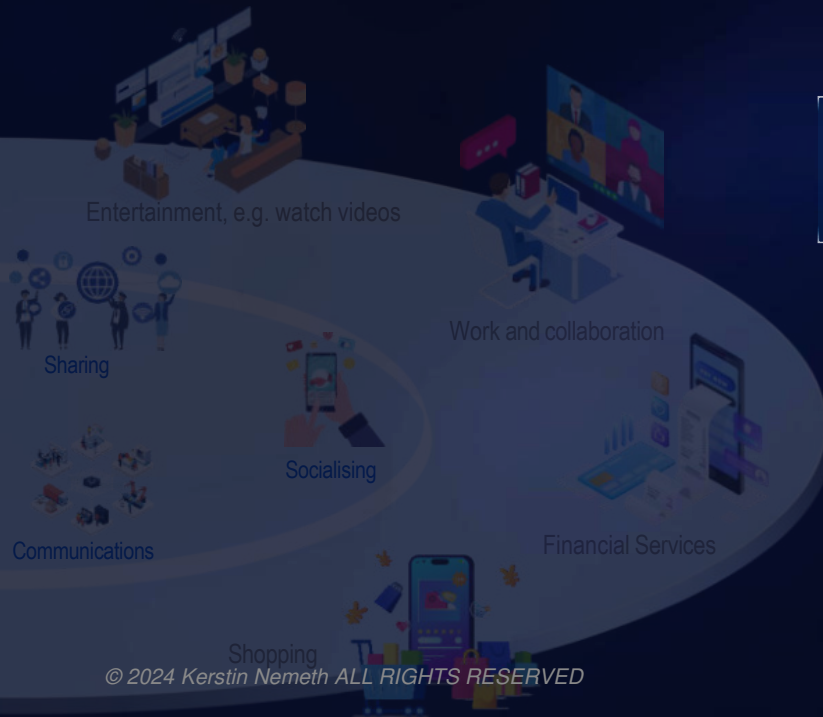 Entertainment, e.g. watch videos
Work and collaboration
Sharing
Socialising
Communications
Financial Services
Shopping
© 2024 Kerstin Nemeth ALL RIGHTS RESERVED